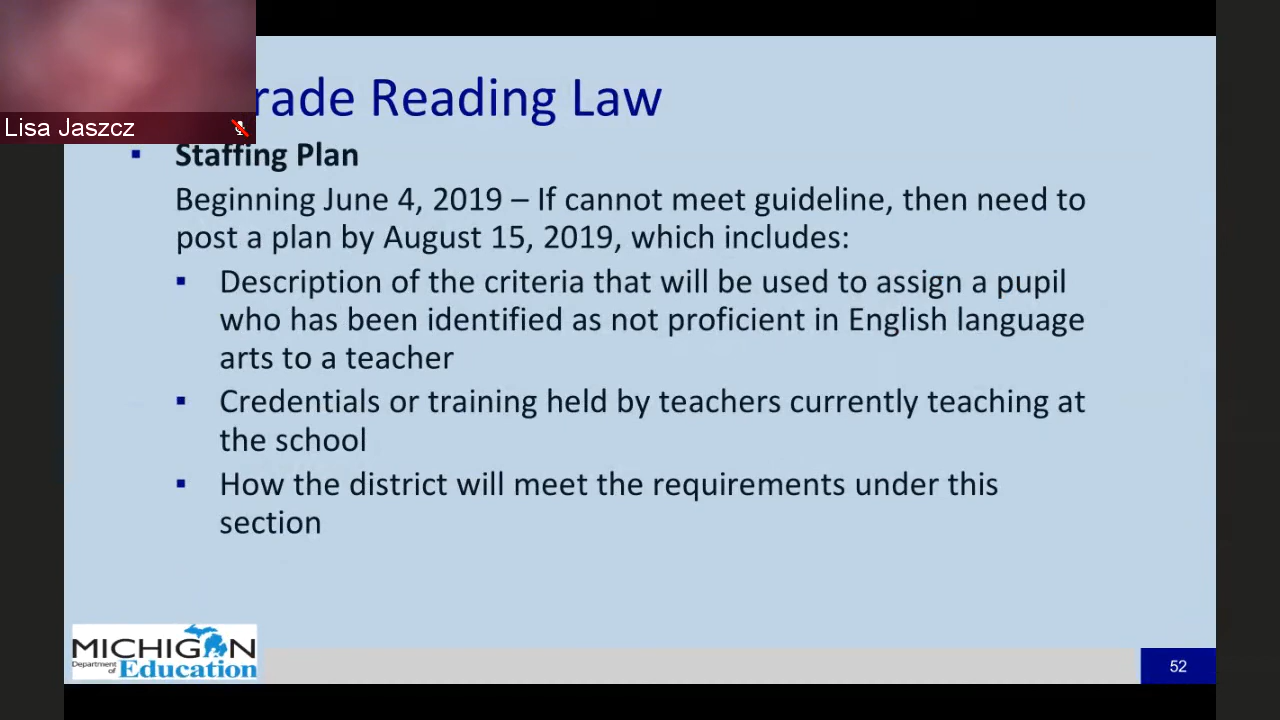 Lisa Jaszcz
rade Reading Law
▪ Staffing Plan
Beginning June 4, 2019 – If cannot meet guideline, then need to
post a plan by August 15, 2019, which includes:
▪ Description of the criteria that will be used to assign a pupil
who has been identified as not proficient in English language
arts to a teacher
▪ Credentials or training held by teachers currently teaching at
the school
▪ How the district will meet the requirements under this
section
MICHIGAN
Department of Education
52